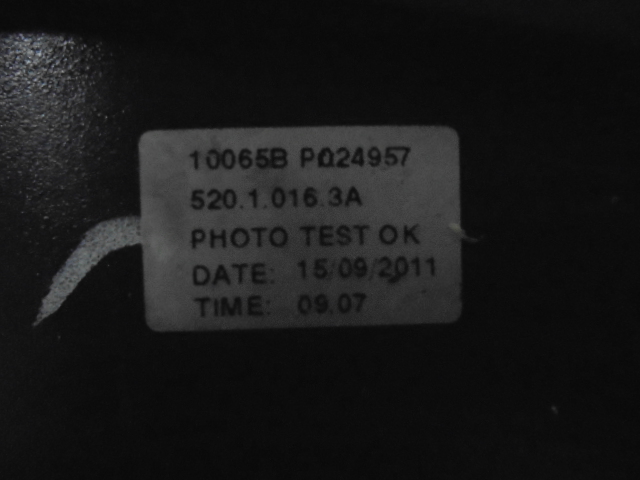 10065B P024957
520.1.016.3A
PHOTO TEST OK
DATE: 15/09/2011
TIME: 09.07